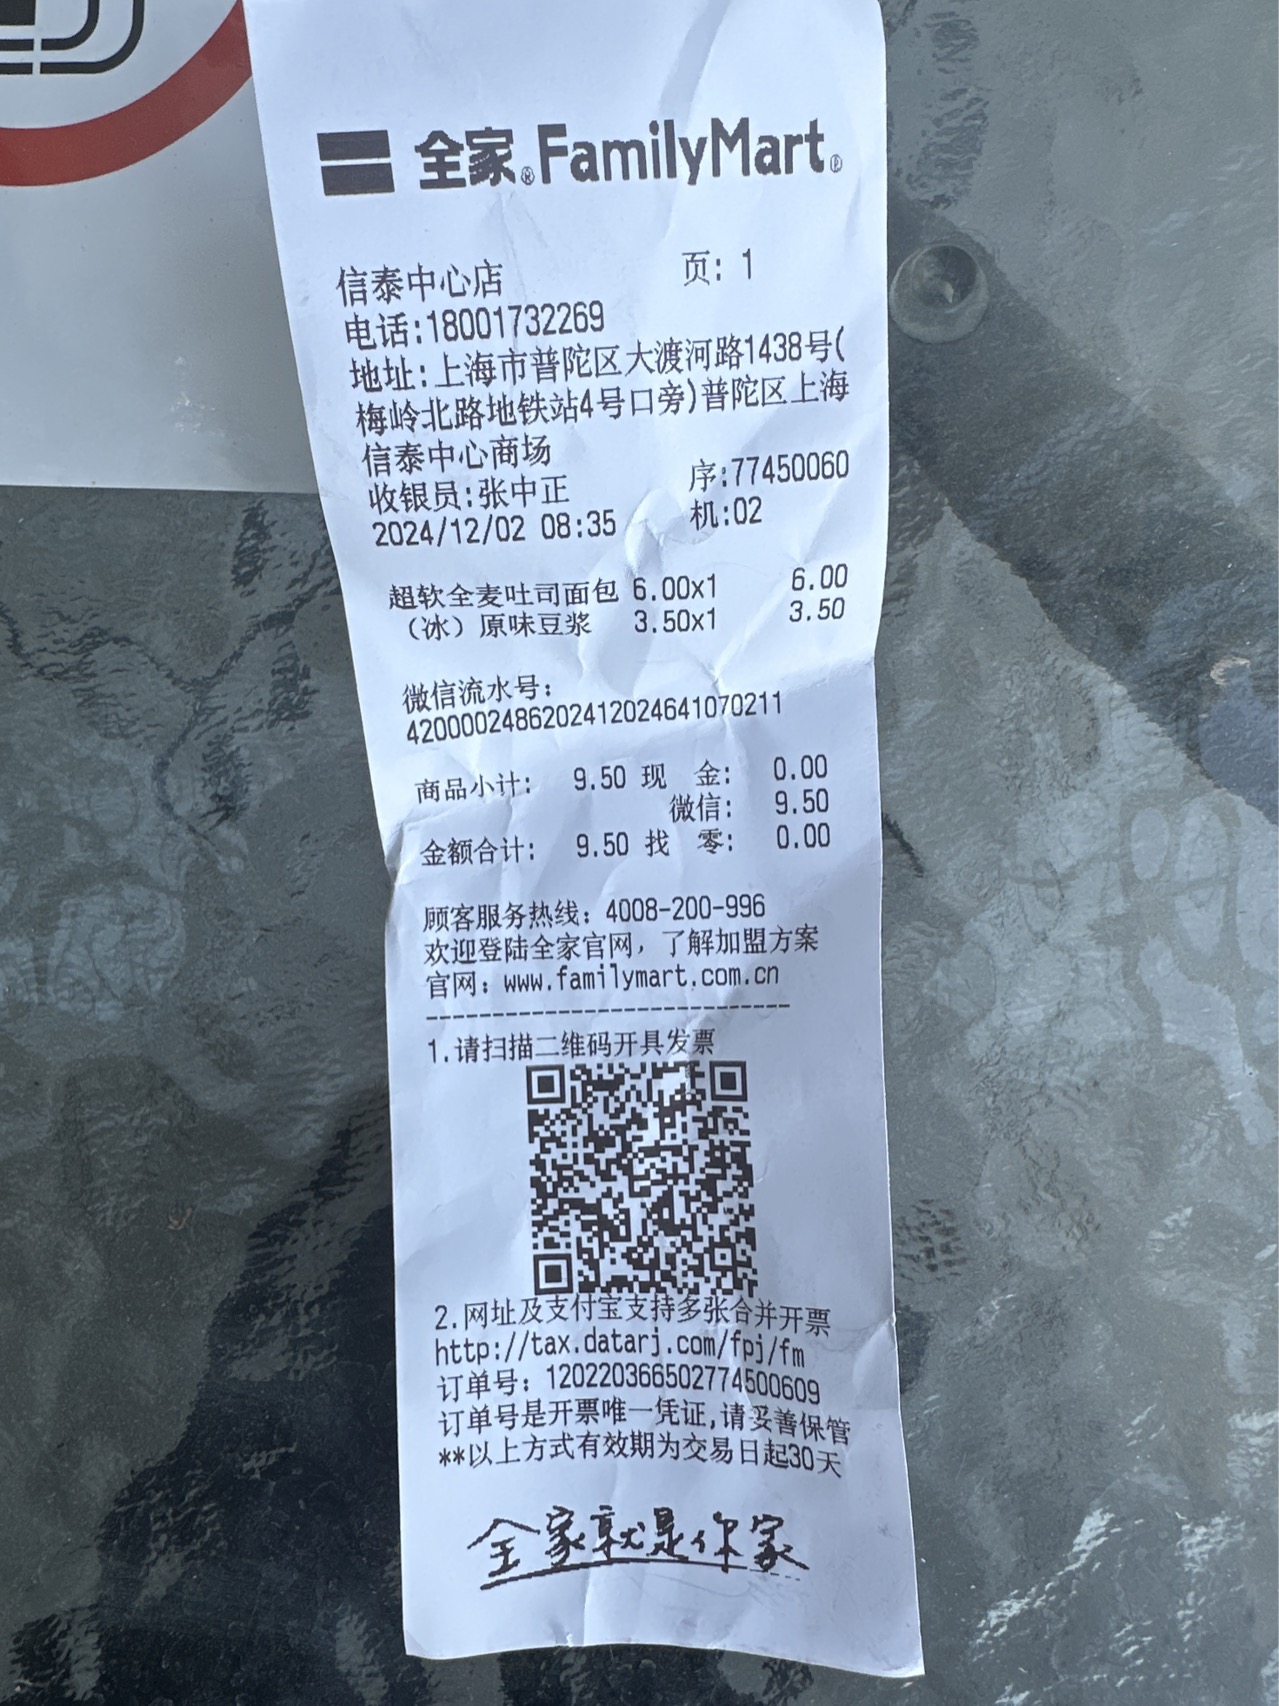 全家®FamilyMart®
信泰中心店 页: 1
电话:18001732269
地址:上海市普陀区大渡河路1438号(
梅岭北路地铁站4号口旁)普陀区上海
信泰中心商场
收银员:张中正 序:77450060
2024/12/02 08:35 机:02
超软全麦吐司面包 6.00x1 6.00
（冰）原味豆浆 3.50x1 3.50
微信流水号:
4200002486202412024641070211
商品小计: 9.50 现 金: 0.00
微信: 9.50
金额合计: 9.50 找 零: 0.00
顾客服务热线: 4008-200-996
欢迎登陆全家官网, 了解加盟方案
官网: www.familymart.com.cn
----------------------------
1.请扫描二维码开具发票
2.网址及支付宝支持多张合并开票
http://tax.datarj.com/fpj/fm
订单号: 120220366502774500609
订单号是开票唯一凭证,请妥善保管
**以上方式有效期为交易日起30天
全家就是你家